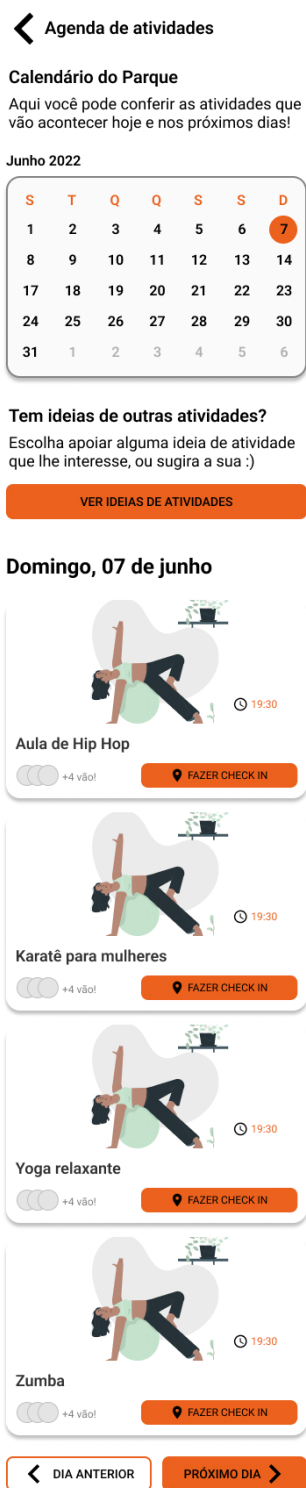 Agenda de atividades
Calendário do Parque
Aqui você pode conferir as atividades que
vão acontecer hoje e nos próximos dias!
Junho 2022
S T Q Q S S D
1 2 3 4 5 6 7
8 9 10 11 12 13 14
17 18 19 20 21 22 23
24 25 26 27 28 29 30
31 1 2 3 4 5 6
Tem ideias de outras atividades?
Escolha apoiar alguma ideia de atividade
que lhe interesse, ou sugira a sua :)
VER IDEIAS DE ATIVIDADES
Domingo, 07 de junho
19:30
Aula de Hip Hop
+4 vão!
FAZER CHECK IN
19:30
Karatê para mulheres
+4 vão!
FAZER CHECK IN
19:30
Yoga relaxante
+4 vão!
FAZER CHECK IN
19:30
Zumba
+4 vão!
FAZER CHECK IN
DIA ANTERIOR
PRÓXIMO DIA